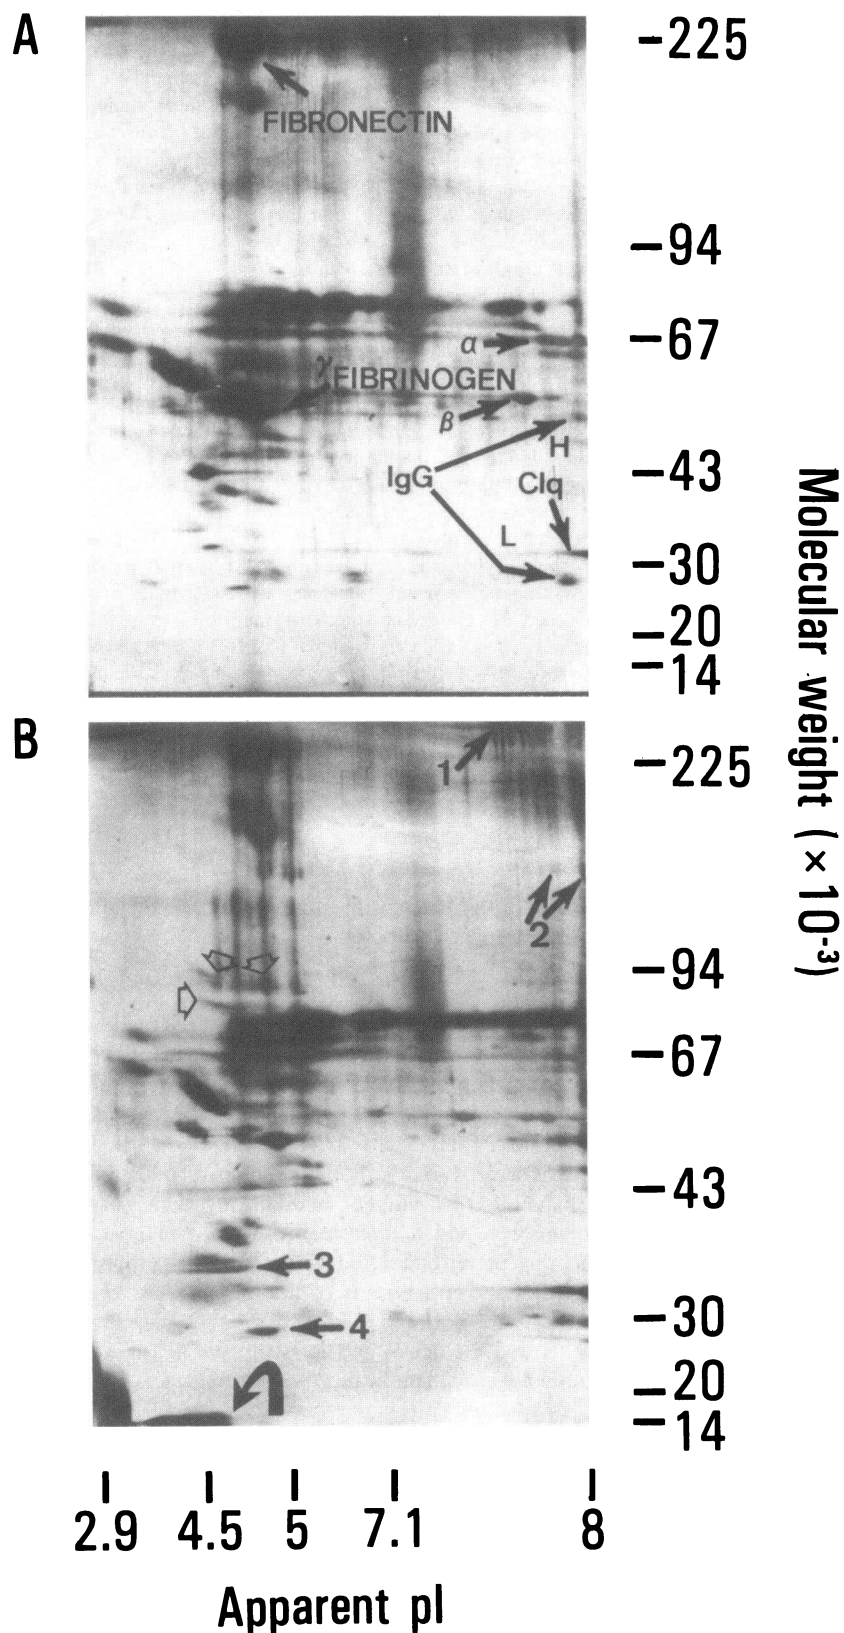 A
-225
FIBRONECTIN
-94
-67
α
γ FIBRINOGEN
β
H
-43
IgG
Clq
L
-30
-20
-14
B
1
-225
2
-94
-67
-43
3
-30
4
-20
-14
Molecular weight (×10⁻³)
2.9 4.5 5 7.1 8
Apparent pI